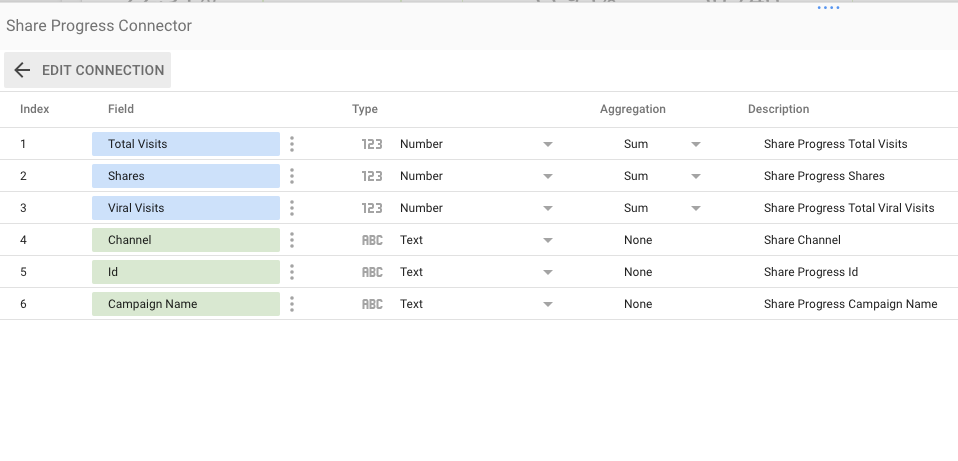 Share Progress Connector
EDIT CONNECTION
Index Field Type Aggregation Description
1 Total Visits 123 Number Sum Share Progress Total Visits
2 Shares 123 Number Sum Share Progress Shares
3 Viral Visits 123 Number Sum Share Progress Total Viral Visits
4 Channel ABC Text None Share Channel
5 Id ABC Text None Share Progress Id
6 Campaign Name ABC Text None Share Progress Campaign Name